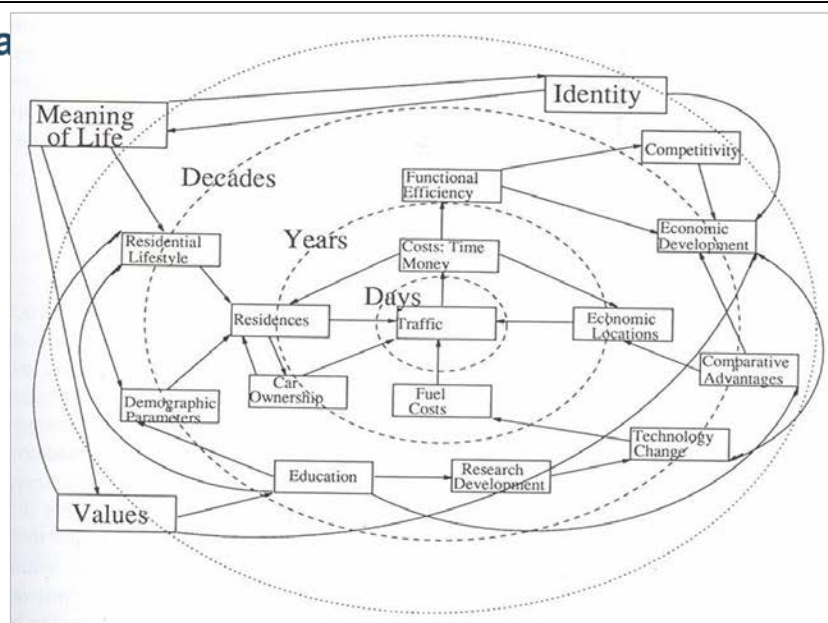 a
Identity
Meaning
of Life
Competitivity
Decades
Functional
Efficiency
Residential
Lifestyle
Years
Costs: Time
Money
Economic
Development
Days
Residences
Traffic
Economic
Locations
Car
Ownership
Fuel
Costs
Comparative
Advantages
Demographic
Parameters
Technology
Change
Education
Research
Development
Values